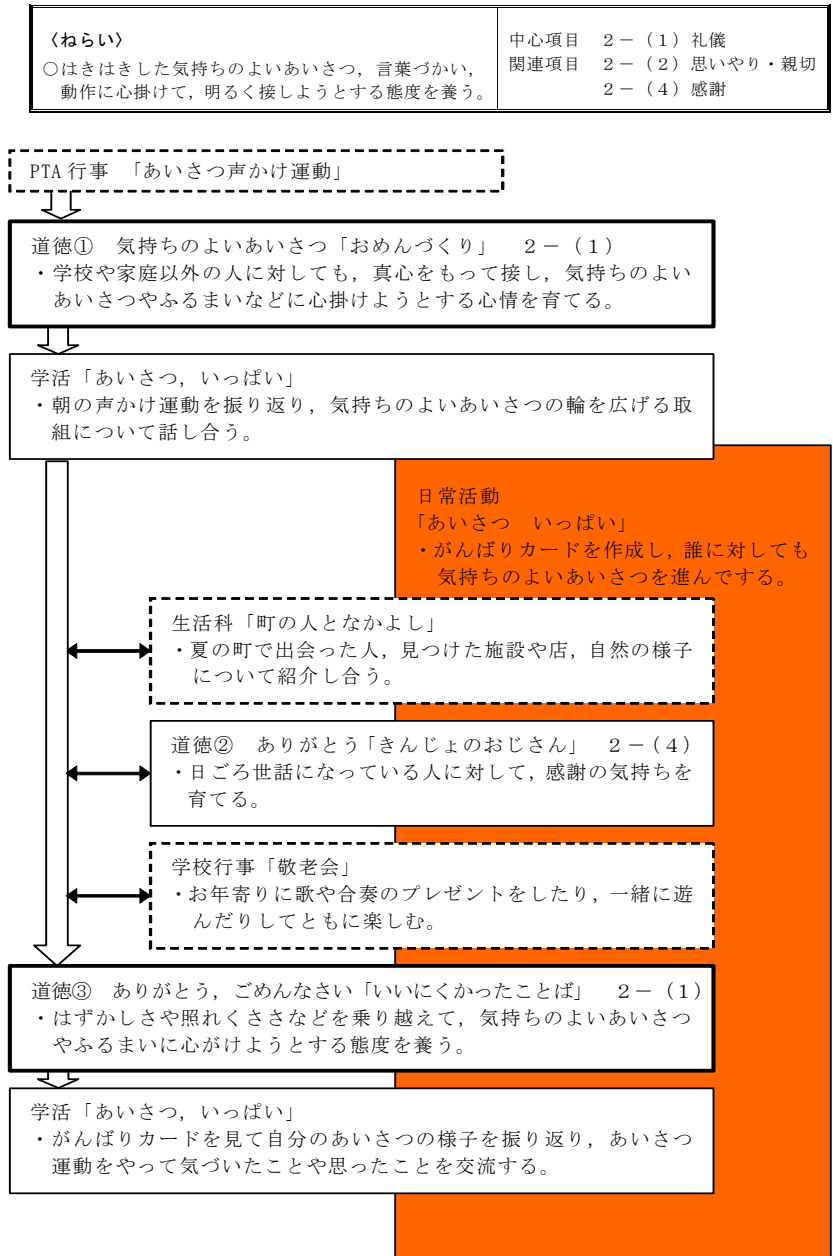 〈ねらい〉
○はきはきした気持ちのよいあいさつ，言葉づかい，
動作に心掛けて，明るく接しようとする態度を養う。
中心項目　２－（１）礼儀
関連項目　２－（２）思いやり・親切
２－（４）感謝
PTA行事　「あいさつ声かけ運動」
道徳①　気持ちのよいあいさつ「おめんづくり」　２－（１）
・学校や家庭以外の人に対しても，真心をもって接し，気持ちのよい
あいさつやふるまいなどに心掛けようとする心情を育てる。
学活「あいさつ，いっぱい」
・朝の声かけ運動を振り返り，気持ちのよいあいさつの輪を広げる取
組について話し合う。
日常活動
「あいさつ　いっぱい」
・がんばりカードを作成し，誰に対しても
気持ちのよいあいさつを進んでする。
生活科「町の人となかよし」
・夏の町で出会った人，見つけた施設や店，自然の様子
について紹介し合う。
道徳②　ありがとう「きんじょのおじさん」　２－（４）
・日ごろ世話になっている人に対して，感謝の気持ちを
育てる。
学校行事「敬老会」
・お年寄りに歌や合奏のプレゼントをしたり，一緒に遊
んだりしてともに楽しむ。
道徳③　ありがとう，ごめんなさい「いいにくかったことば」　２－（１）
・はずかしさや照れくささなどを乗り越えて，気持ちのよいあいさつ
やふるまいに心がけようとする態度を養う。
学活「あいさつ，いっぱい」
・がんばりカードを見て自分のあいさつの様子を振り返り，あいさつ
運動をやって気づいたことや思ったことを交流する。